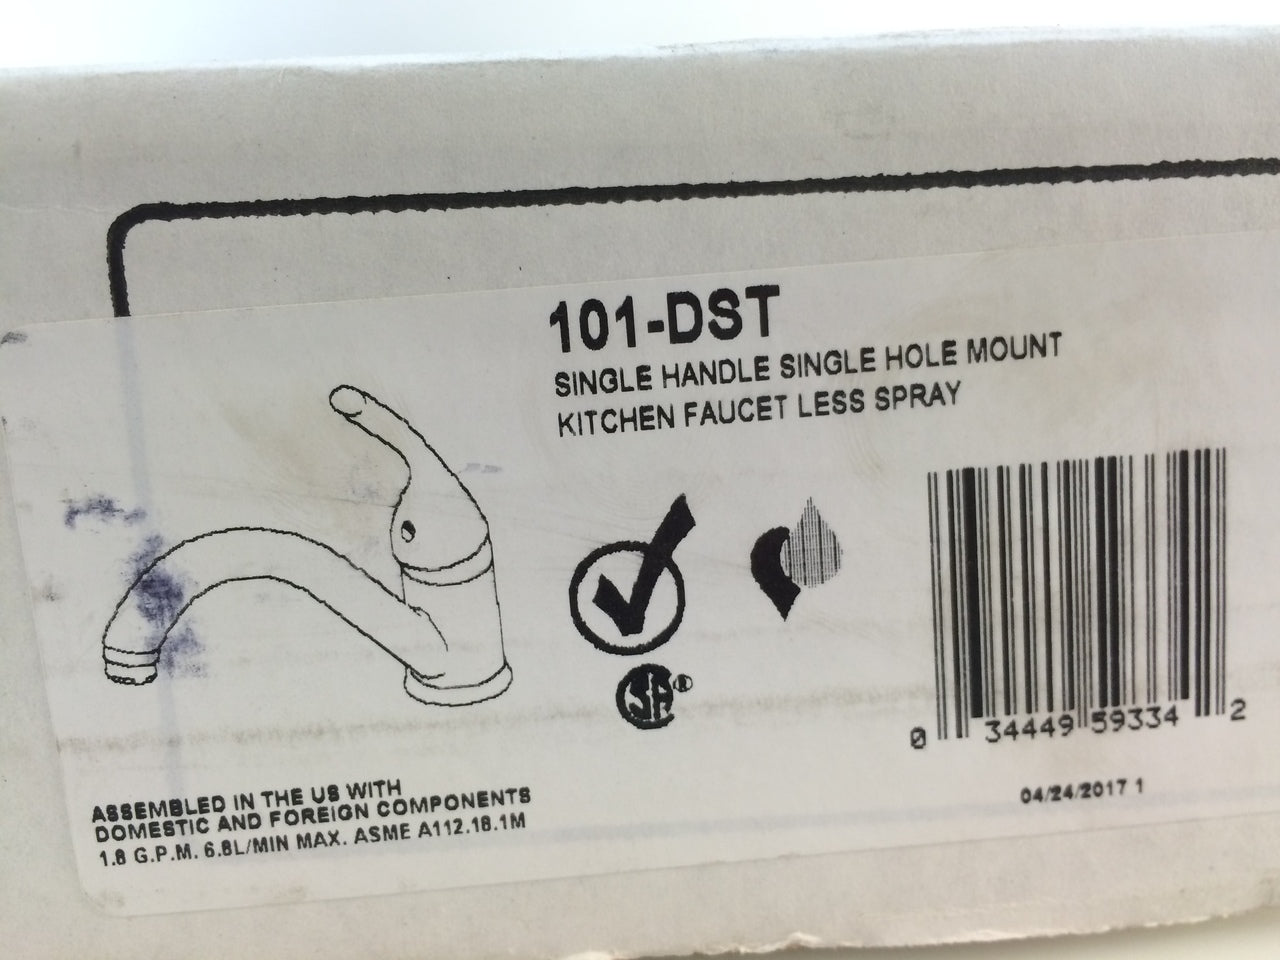 101-DST
SINGLE HANDLE SINGLE HOLE MOUNT
KITCHEN FAUCET LESS SPRAY
SA®
0 34449 59334 2
04/24/2017 1
ASSEMBLED IN THE US WITH
DOMESTIC AND FOREIGN COMPONENTS
1.8 G.P.M. 6.8L/MIN MAX. ASME A112.18.1M